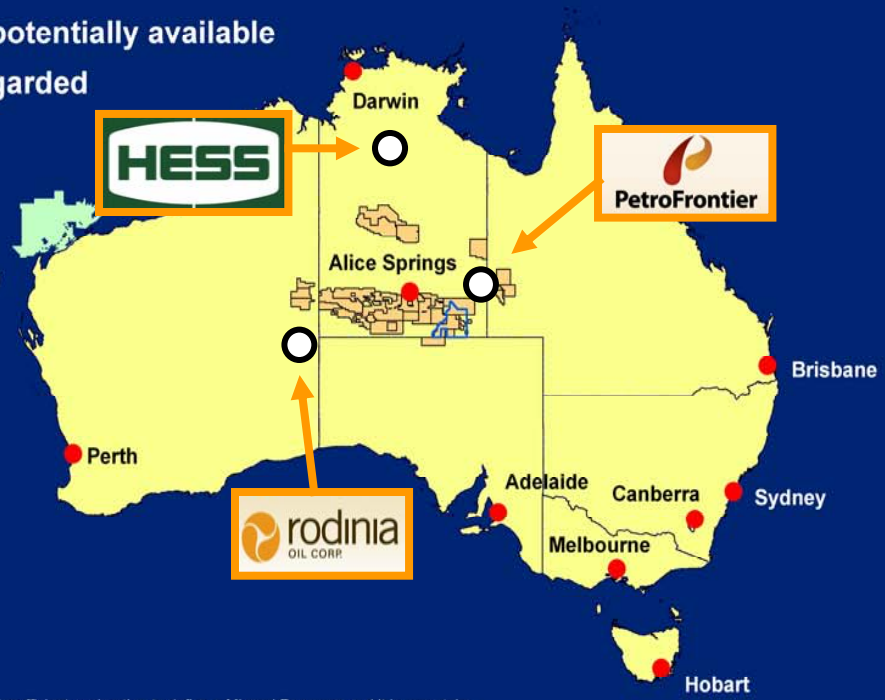 potentially available
garded
Darwin
HESS
PetroFrontier
Alice Springs
Brisbane
Perth
rodinia
OIL CORP.
Adelaide
Canberra
Sydney
Melbourne
Hobart